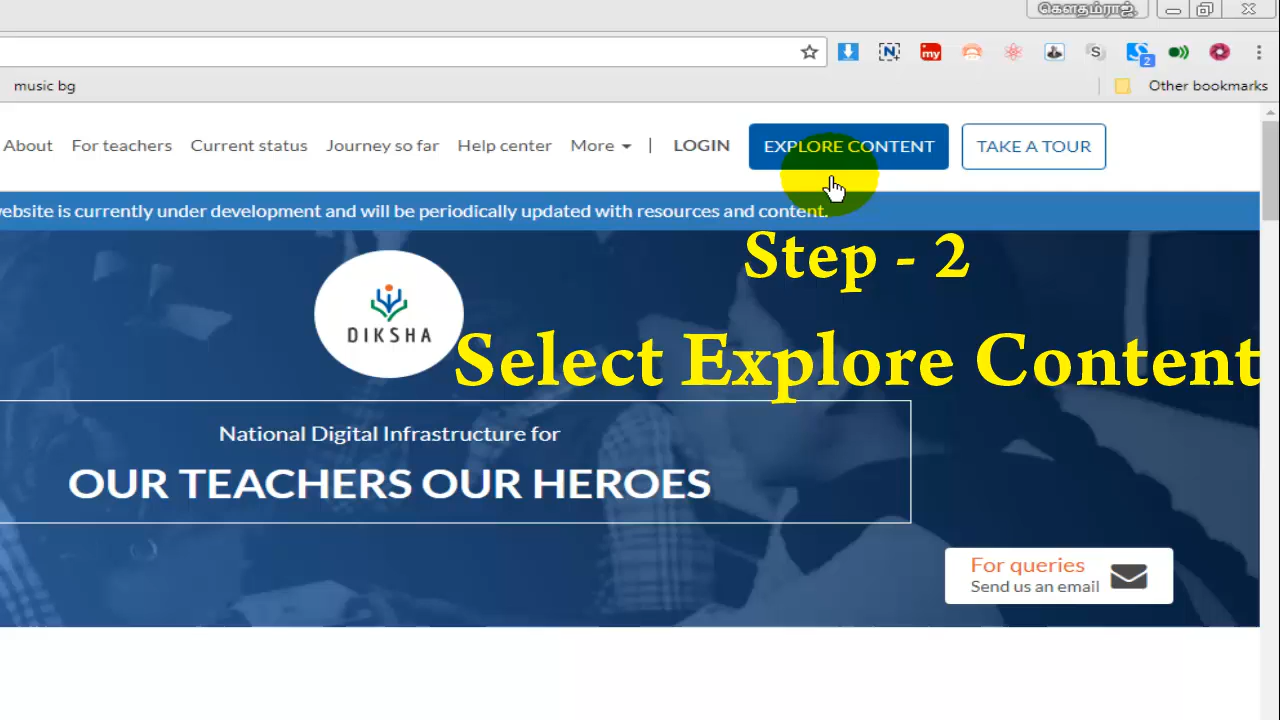 கௌதம்ராஜ்
N
my
S
2
music bg
Other bookmarks
About For teachers Current status Journey so far Help center More | LOGIN EXPLORE CONTENT TAKE A TOUR
website is currently under development and will be periodically updated with resources and content.
Step - 2
DIKSHA
Select Explore Content
National Digital Infrastructure for
OUR TEACHERS OUR HEROES
For queries
Send us an email